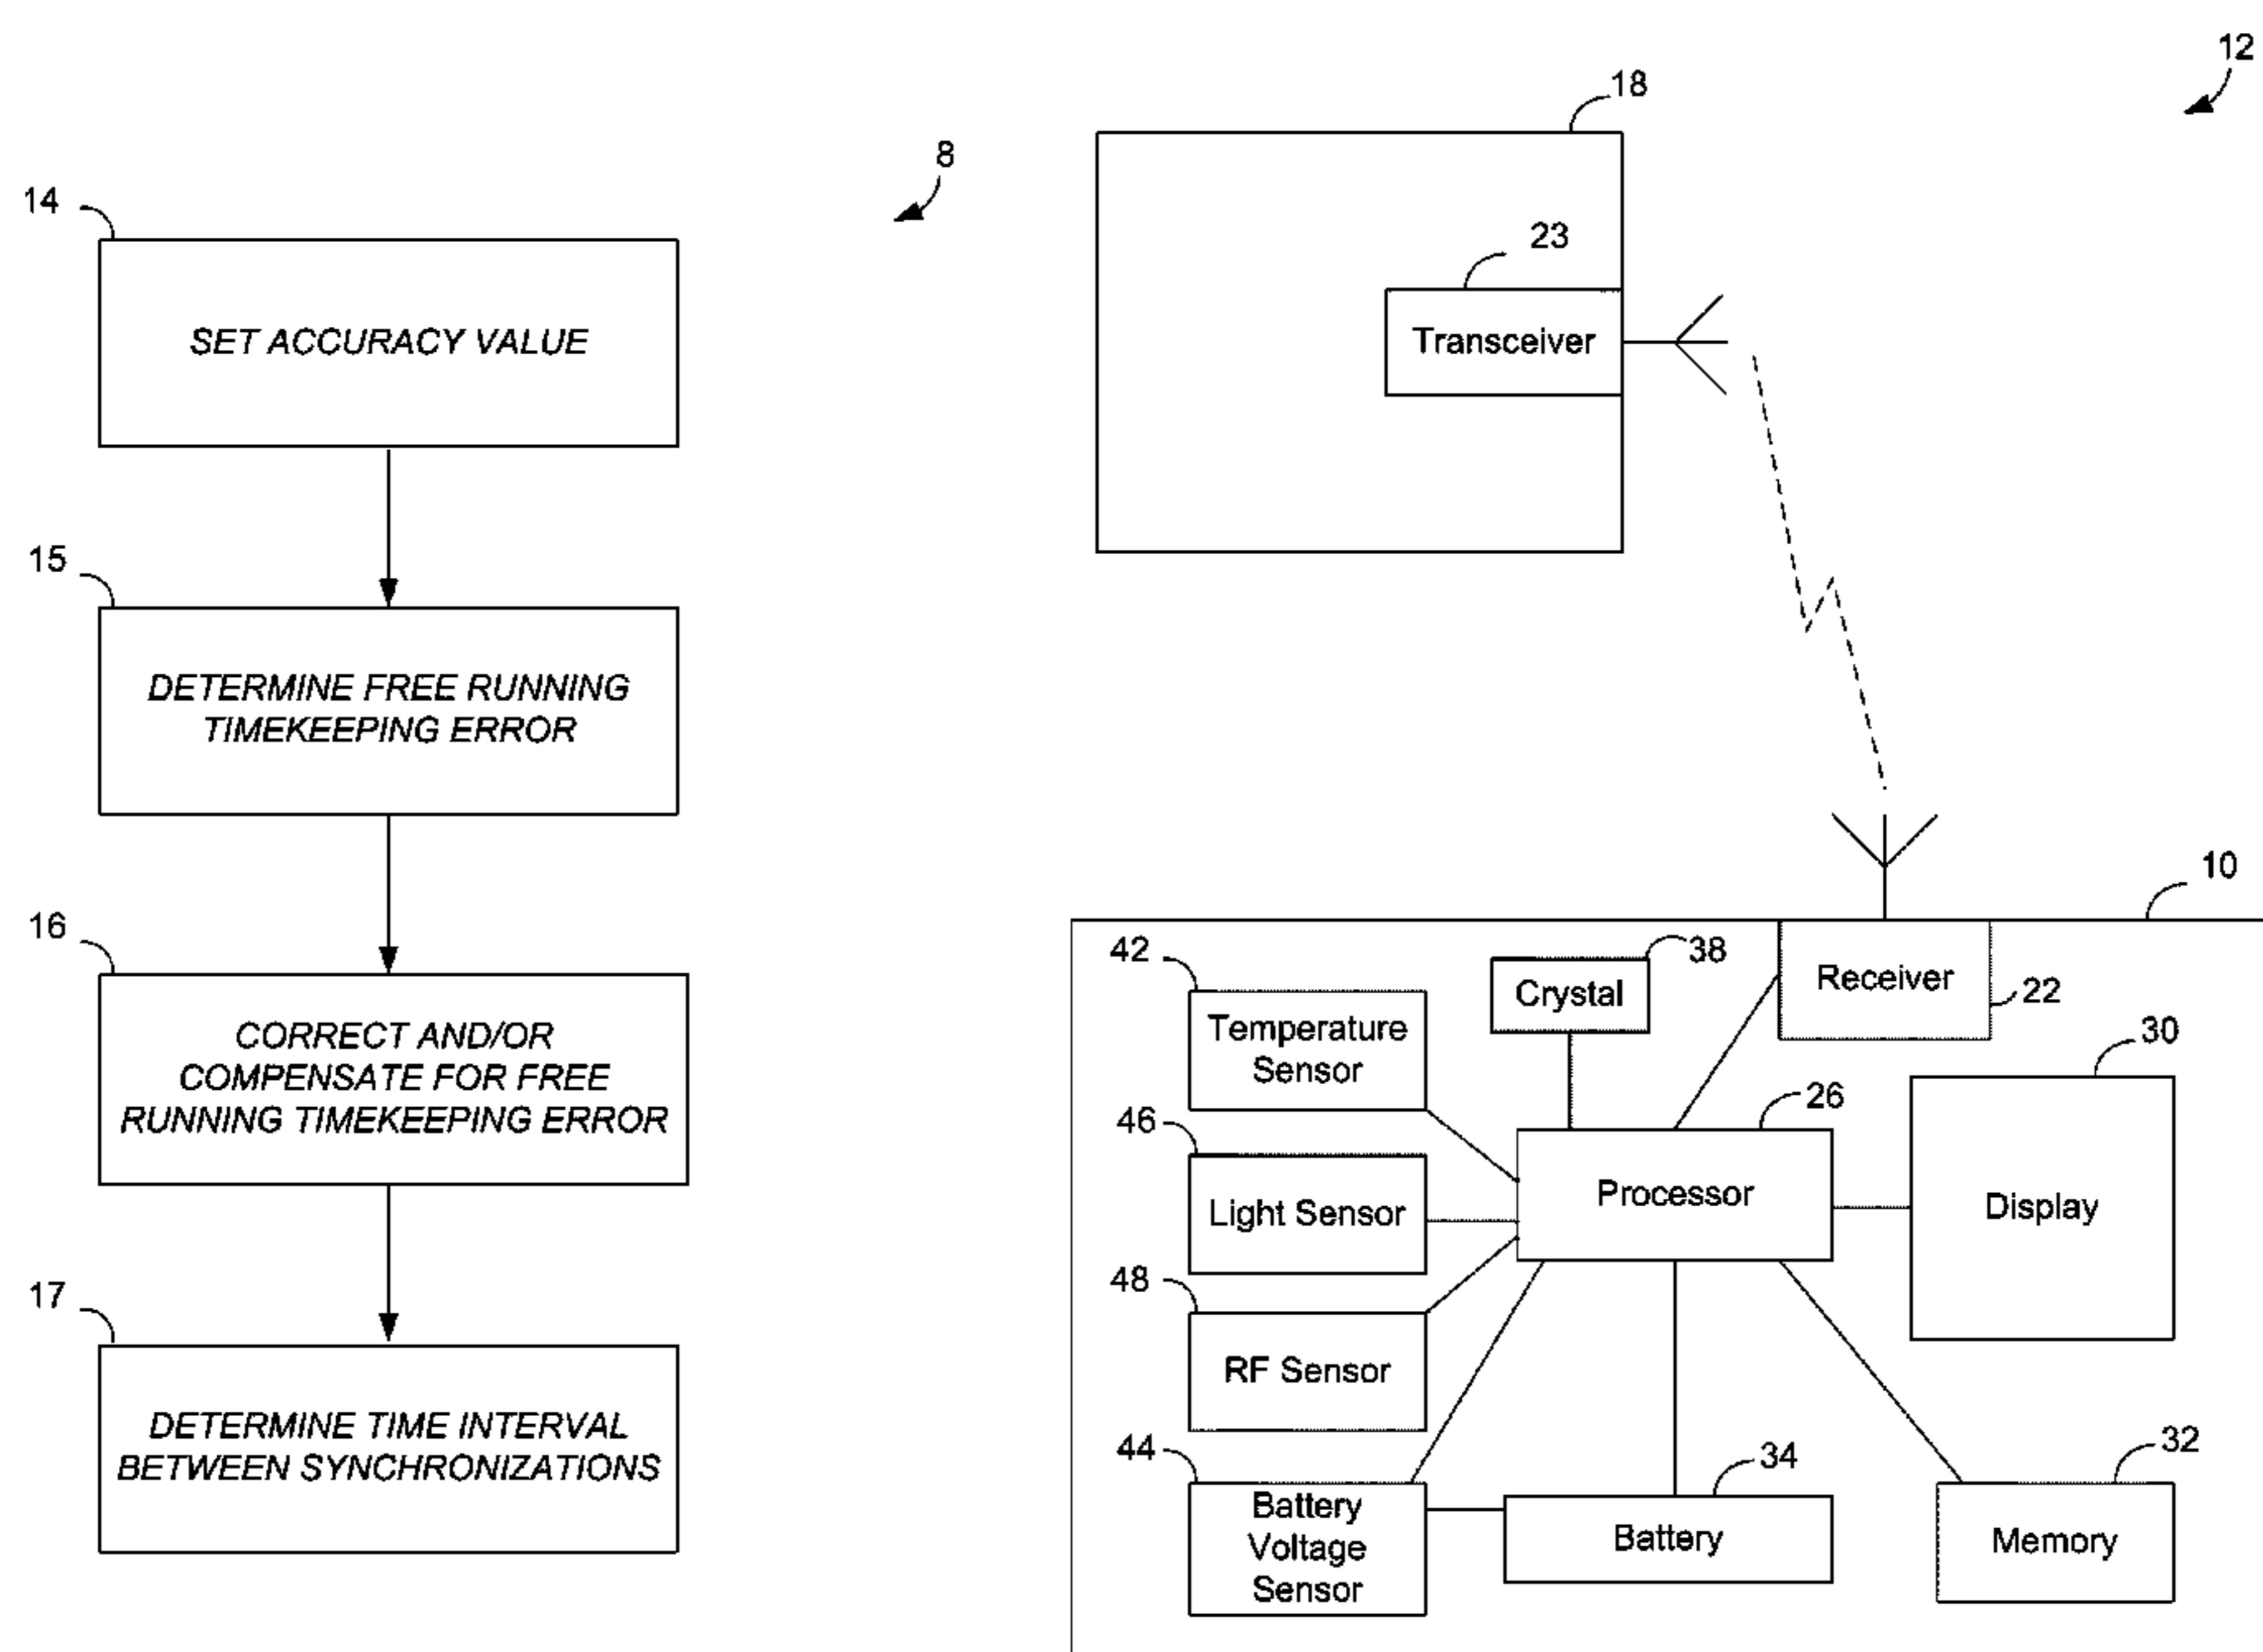 8
14
SET ACCURACY VALUE
15
DETERMINE FREE RUNNING
TIMEKEEPING ERROR
16
CORRECT AND/OR
COMPENSATE FOR FREE
RUNNING TIMEKEEPING ERROR
17
DETERMINE TIME INTERVAL
BETWEEN SYNCHRONIZATIONS
12
18
23
Transceiver
10
42
Temperature
Sensor
38
Crystal
Receiver
22
30
Display
26
Processor
46
Light Sensor
48
RF Sensor
44
Battery
Voltage
Sensor
34
Battery
32
Memory